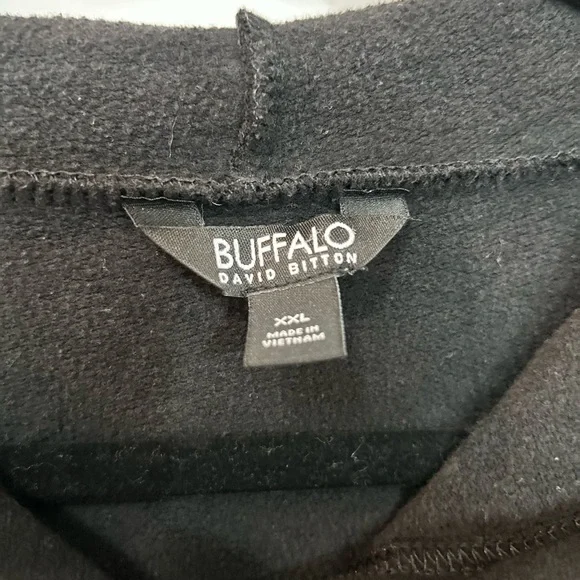 BUFFALO
DAVID BITTON
XXL
MADE IN
VIETNAM